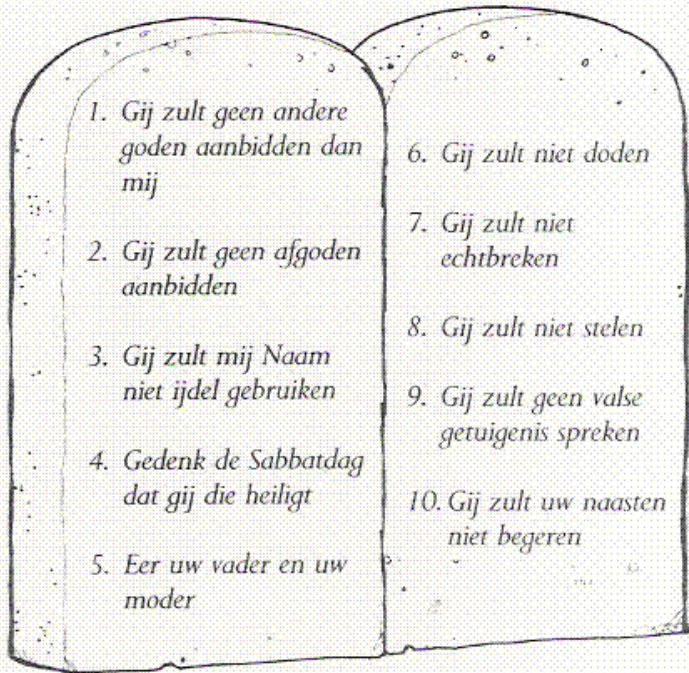 1. Gij zult geen andere
goden aanbidden dan
mij
2. Gij zult geen afgoden
aanbidden
3. Gij zult mij Naam
niet ijdel gebruiken
4. Gedenk de Sabbatdag
dat gij die heiligt
5. Eer uw vader en uw
moder
6. Gij zult niet doden
7. Gij zult niet
echtbreken
8. Gij zult niet stelen
9. Gij zult geen valse
getuigenis spreken
10. Gij zult uw naasten
niet begeren